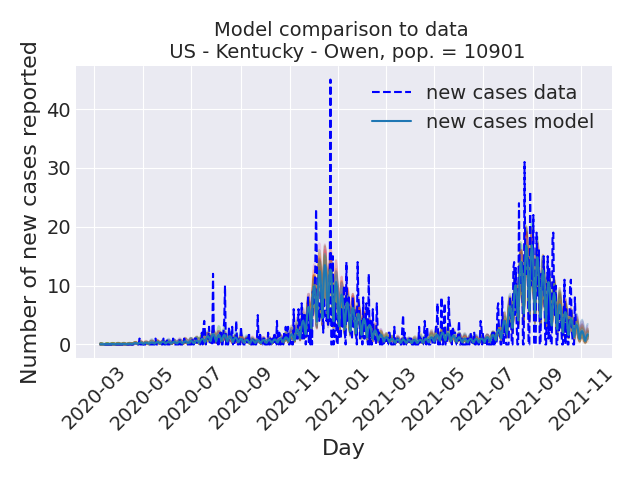 Model comparison to data
US - Kentucky - Owen, pop. = 10901
Number of new cases reported
new cases data
new cases model
40
30
20
10
0
2020-03
2020-05
2020-07
2020-09
2020-11
2021-01
2021-03
2021-05
2021-07
2021-09
2021-11
Day